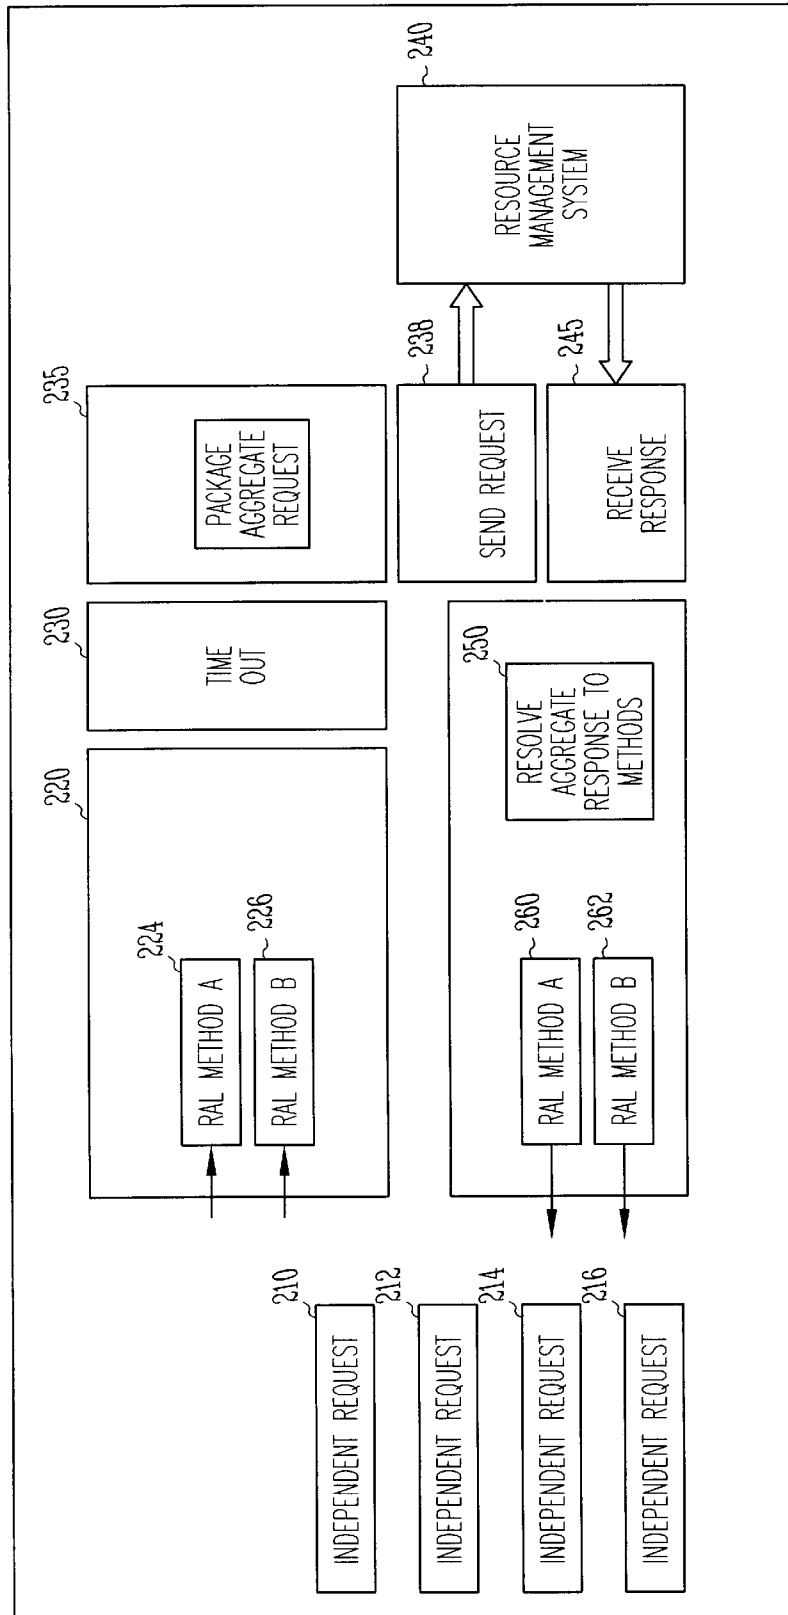 210
INDEPENDENT REQUEST
212
INDEPENDENT REQUEST
214
INDEPENDENT REQUEST
216
INDEPENDENT REQUEST
220
224
RAL METHOD A
226
RAL METHOD B
230
TIME
OUT
235
PACKAGE
AGGREGATE
REQUEST
238
SEND REQUEST
240
RESOURCE
MANAGEMENT
SYSTEM
245
RECEIVE
RESPONSE
250
RESOLVE
AGGREGATE
RESPONSE TO
METHODS
260
RAL METHOD A
262
RAL METHOD B